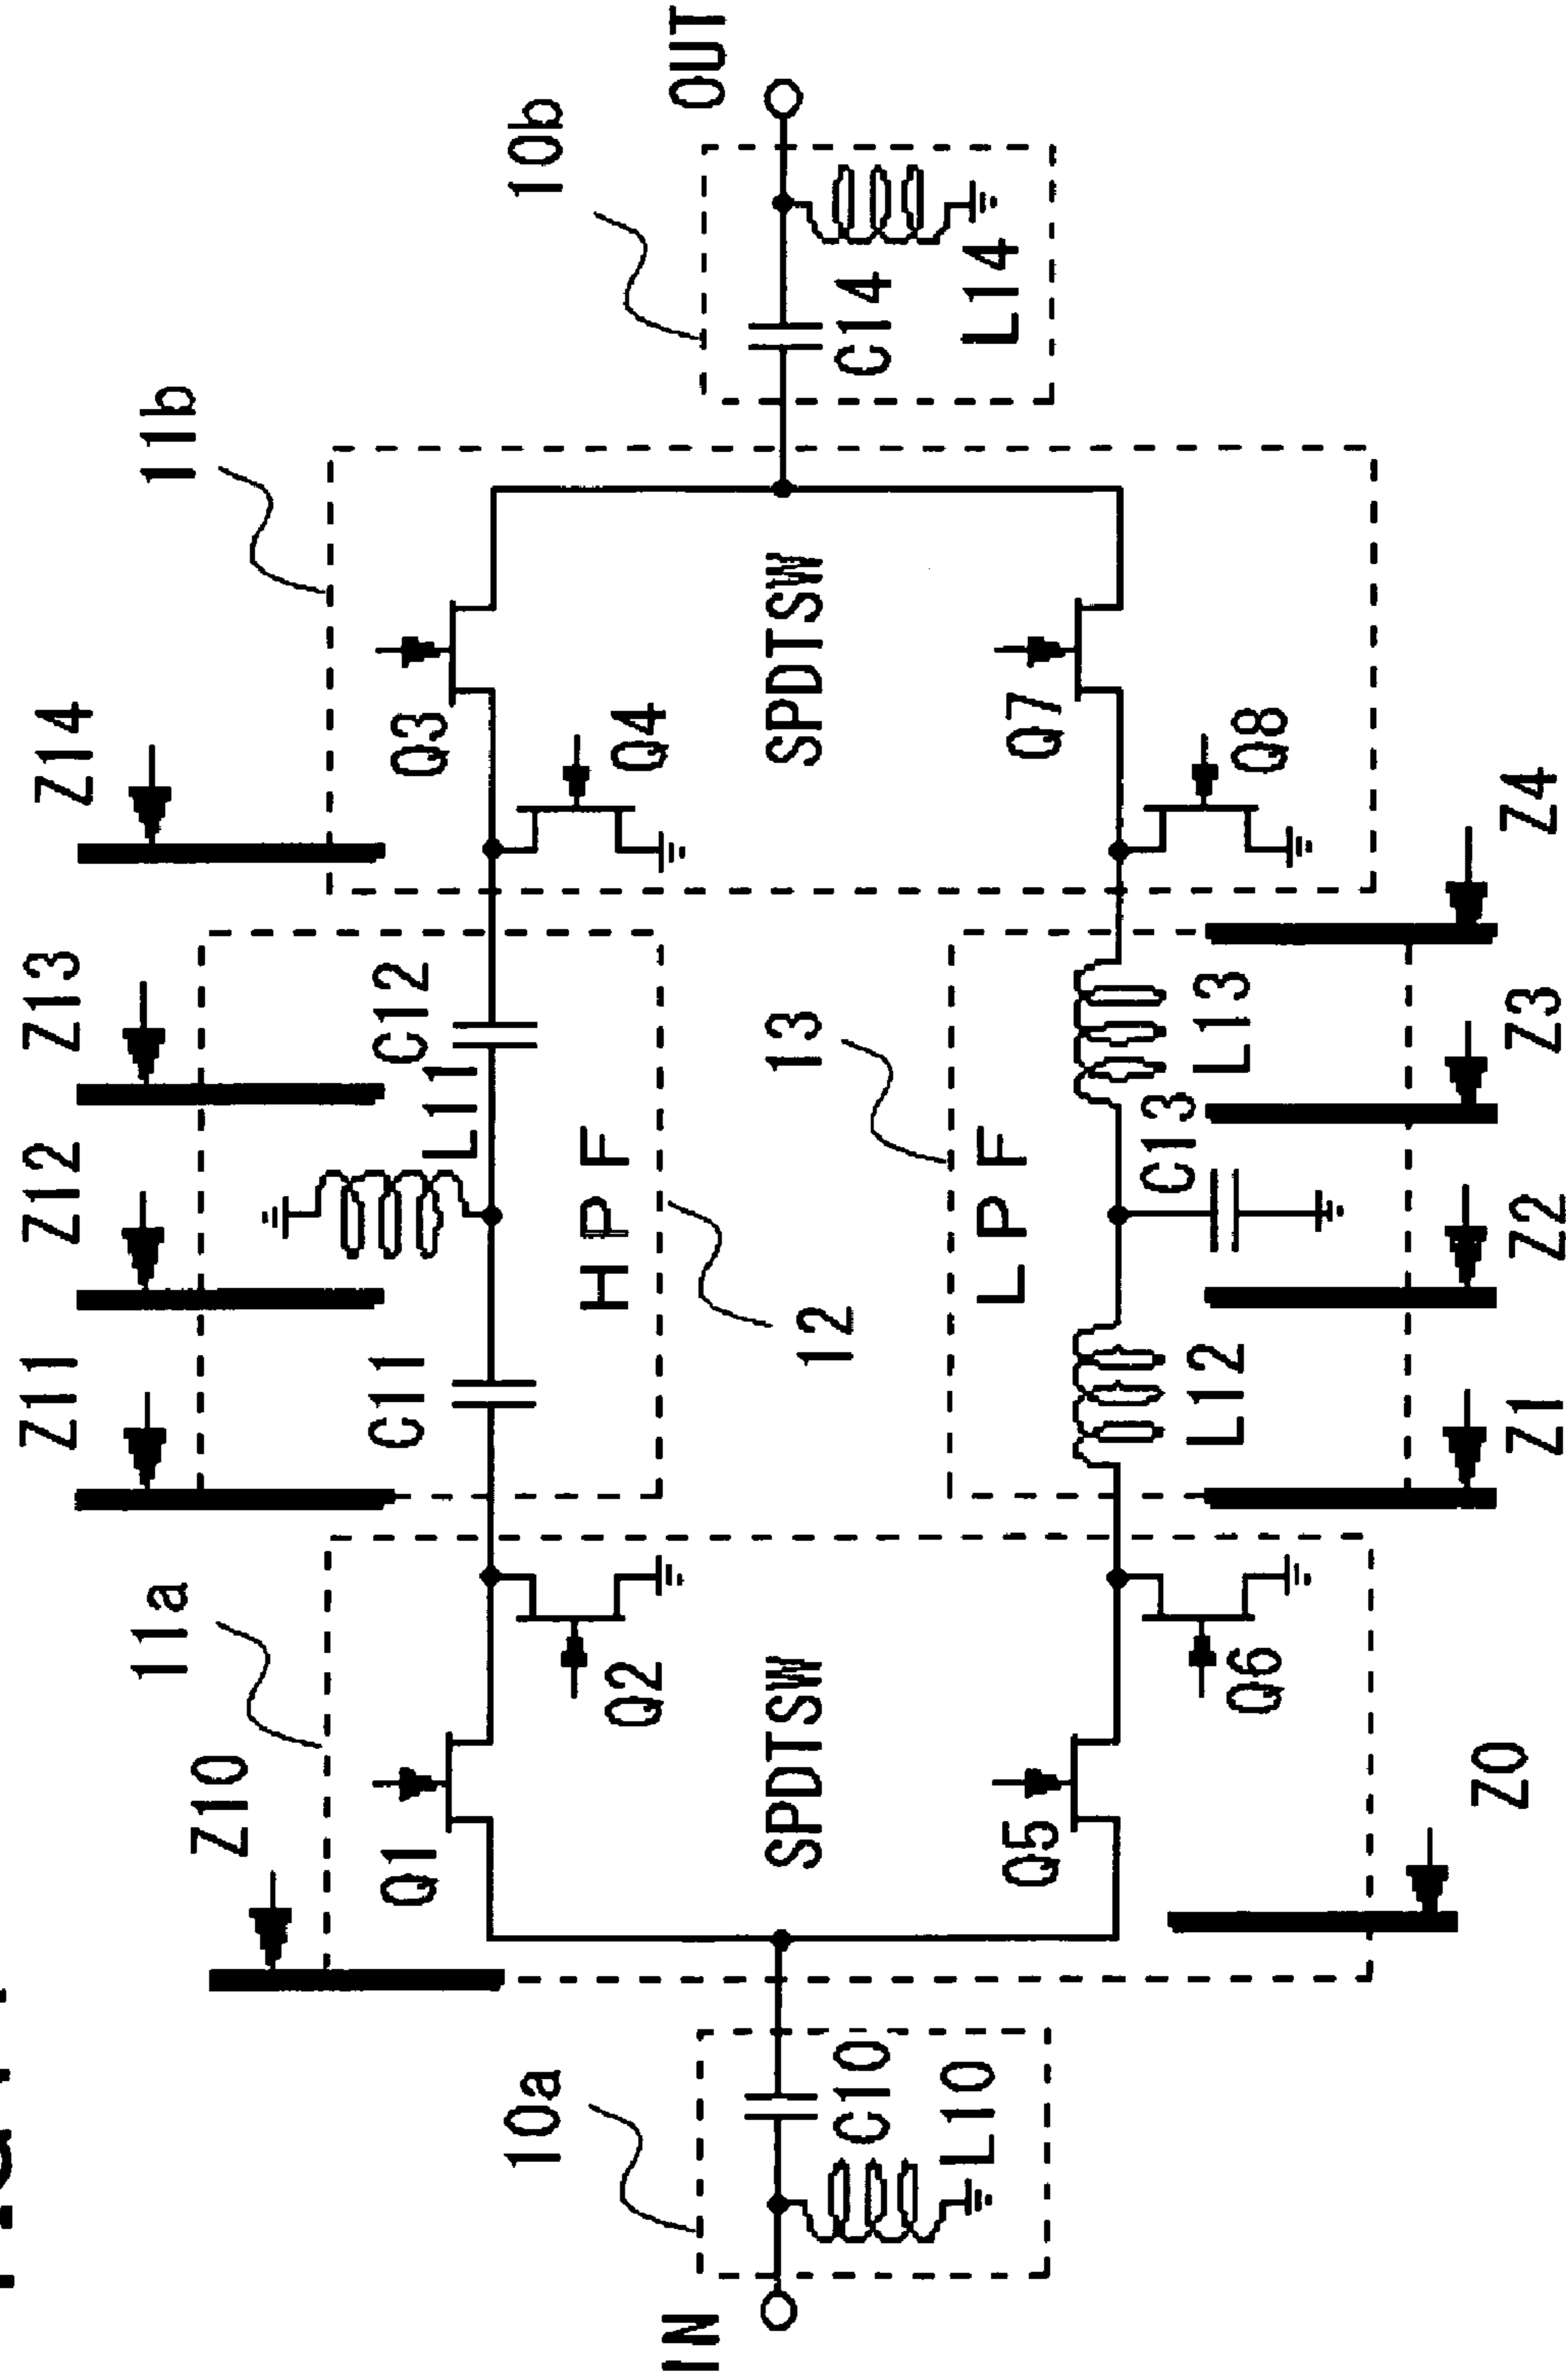 Z11 Z12 Z13 Z14
11a 11b
Z10
Q1 C11 L11 C12 Q3
10a Q2 HPF Q4 10b
IN OUT
SPDTSW 12 13 SPDTSW
C10 C14
L10 LPF L14
Q5 Q7
L12 C13 L13
Q6 Q8
Z0 Z1 Z2 Z3 Z4